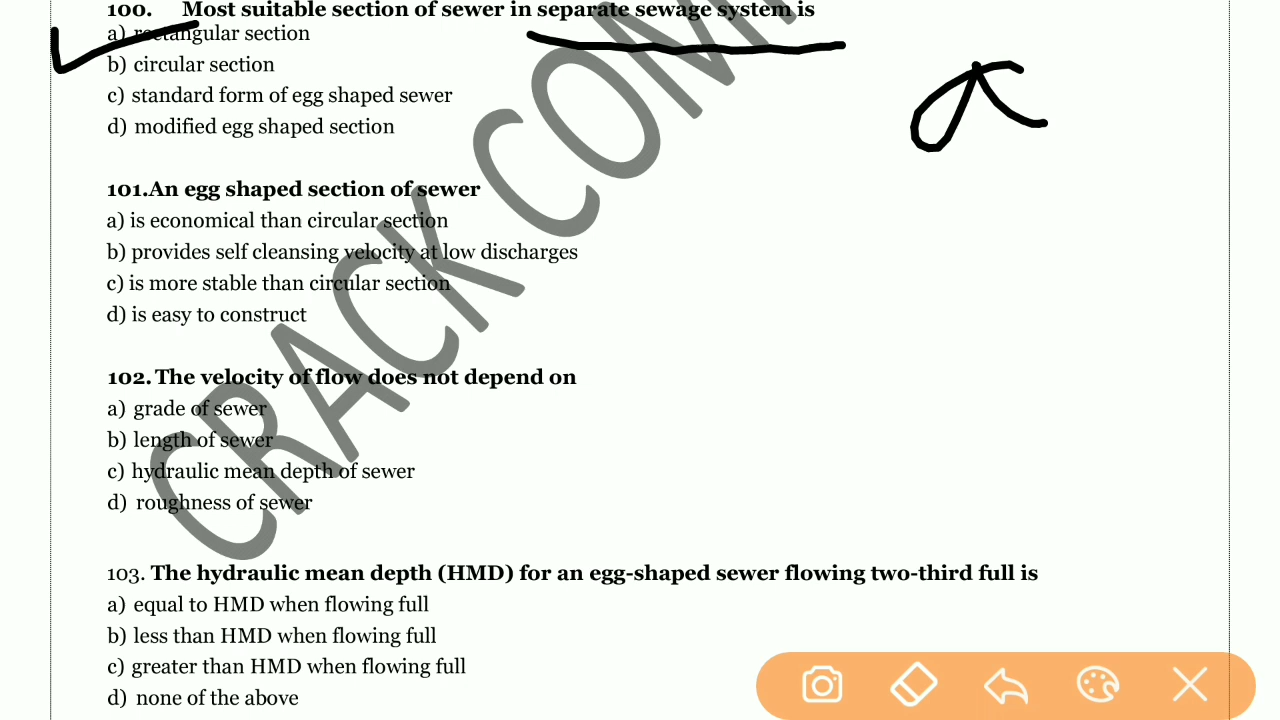 100. Most suitable section of sewer in separate sewage system is
a) rectangular section
b) circular section
c) standard form of egg shaped sewer
d) modified egg shaped section
101.An egg shaped section of sewer
a) is economical than circular section
b) provides self cleansing velocity at low discharges
c) is more stable than circular section
d) is easy to construct
102. The velocity of flow does not depend on
a) grade of sewer
b) length of sewer
c) hydraulic mean depth of sewer
d) roughness of sewer
103. The hydraulic mean depth (HMD) for an egg-shaped sewer flowing two-third full is
a) equal to HMD when flowing full
b) less than HMD when flowing full
c) greater than HMD when flowing full
d) none of the above
CRACK